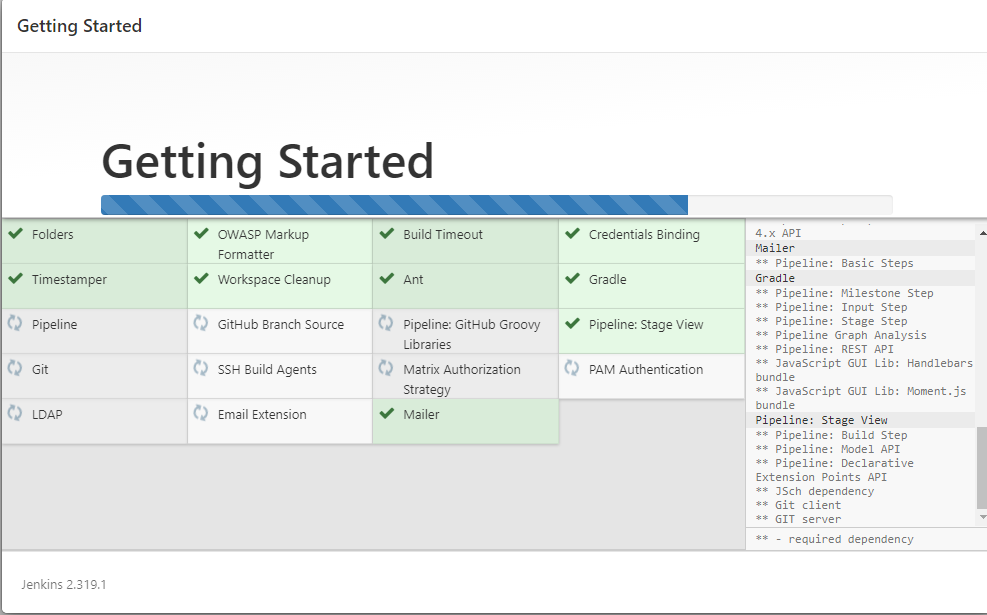 Getting Started
Getting Started
Folders
OWASP Markup
Formatter
Build Timeout
Credentials Binding
Timestamper
Workspace Cleanup
Ant
Gradle
Pipeline
GitHub Branch Source
Pipeline: GitHub Groovy
Libraries
Pipeline: Stage View
Git
SSH Build Agents
Matrix Authorization
Strategy
PAM Authentication
LDAP
Email Extension
Mailer
4.x API
Mailer
** Pipeline: Basic Steps
Gradle
** Pipeline: Milestone Step
** Pipeline: Input Step
** Pipeline: Stage Step
** Pipeline Graph Analysis
** Pipeline: REST API
** JavaScript GUI Lib: Handlebars
bundle
** JavaScript GUI Lib: Moment.js
bundle
Pipeline: Stage View
** Pipeline: Build Step
** Pipeline: Model API
** Pipeline: Declarative
Extension Points API
** JSch dependency
** Git client
** GIT server
** - required dependency
Jenkins 2.319.1